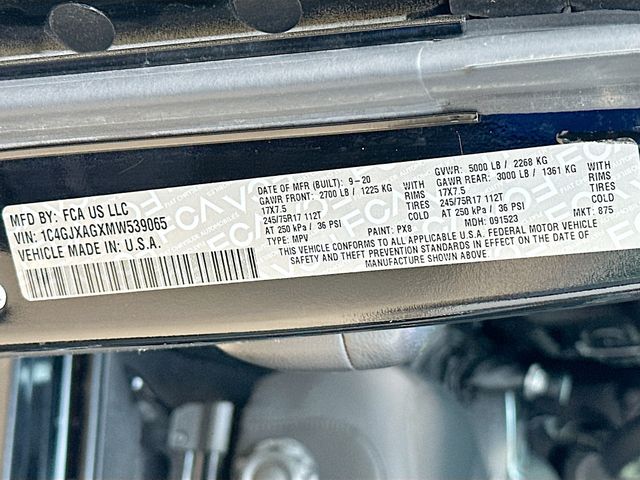 MFD BY: FCA US LLC
VIN: 1C4GJXAGXMW539065
VEHICLE MADE IN: U.S.A.
DATE OF MFR (BUILT): 9-20
GVWR: 5000 LB / 2268 KG
GAWR FRONT: 2700 LB / 1225 KG WITH
GAWR REAR: 3000 LB / 1361 KG WITH
17X7.5 RIMS 17X7.5 RIMS
245/75R17 112T TIRES 245/75R17 112T TIRES
AT 250 kPa / 36 PSI COLD AT 250 kPa / 36 PSI COLD
TYPE: MPV PAINT: PX8 MDH: 091523 MKT: 875
THIS VEHICLE CONFORMS TO ALL APPLICABLE U.S.A. FEDERAL MOTOR VEHICLE
SAFETY AND THEFT PREVENTION STANDARDS IN EFFECT ON THE DATE OF
MANUFACTURE SHOWN ABOVE.